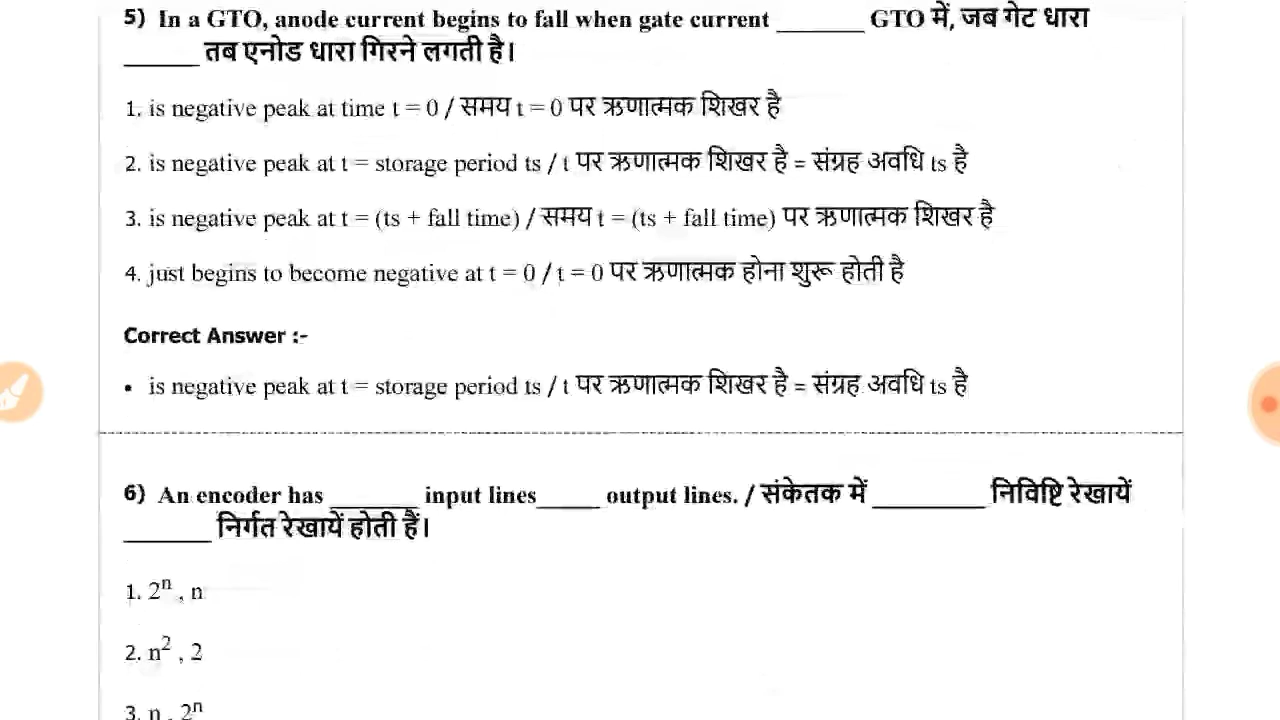 5) In a GTO, anode current begins to fall when gate current _______ GTO में, जब गेट धारा
______ तब एनोड धारा गिरने लगती है।
1. is negative peak at time t = 0 / समय t = 0 पर ऋणात्मक शिखर है
2. is negative peak at t = storage period ts / t पर ऋणात्मक शिखर है = संग्रह अवधि ts है
3. is negative peak at t = (ts + fall time) / समय t = (ts + fall time) पर ऋणात्मक शिखर है
4. just begins to become negative at t = 0 / t = 0 पर ऋणात्मक होना शुरू होती है
Correct Answer :-
• is negative peak at t = storage period ts / t पर ऋणात्मक शिखर है = संग्रह अवधि ts है
6) An encoder has _______ input lines_____ output lines. / संकेतक में _________ निविष्टि रेखायें
_______ निर्गत रेखायें होती हैं।
1. 2ⁿ , n
2. n² , 2
3. n , 2ⁿ